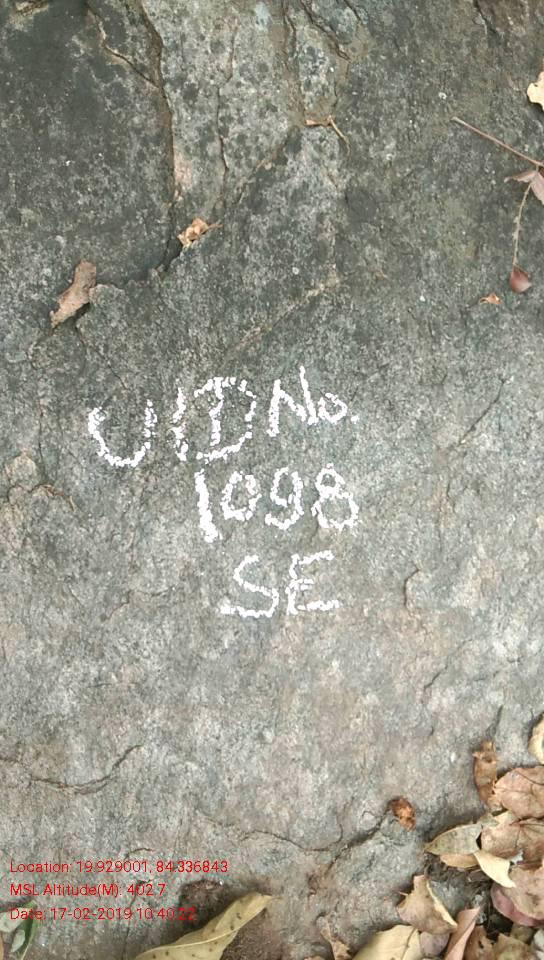 UID No.
1098
SE
Location: 19.929001, 84.336843
MSL Altitude(M): 402.7
Date: 17-02-2019 10:40:22